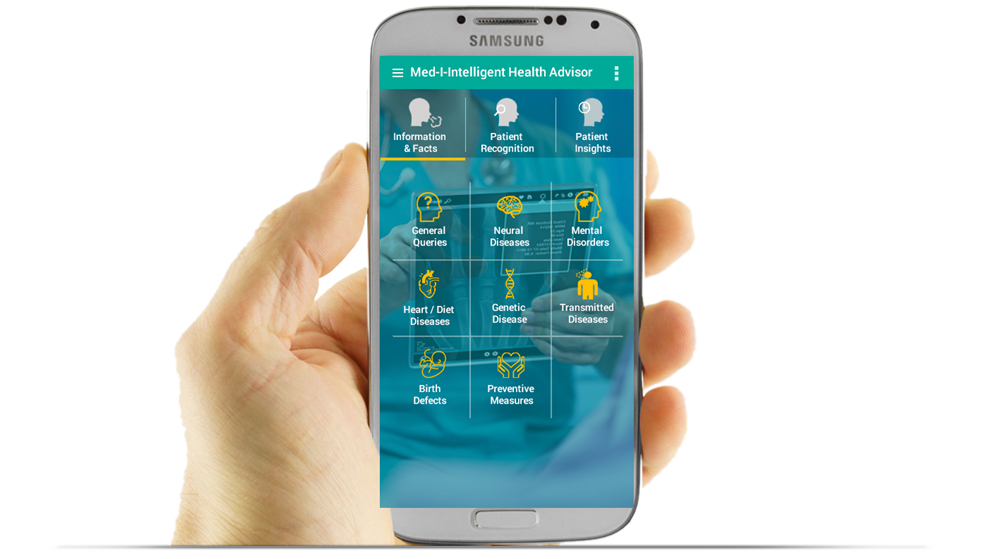 SAMSUNG
Med-I-Intelligent Health Advisor
Information
& Facts
Patient
Recognition
Patient
Insights
General
Queries
Neural
Diseases
Mental
Disorders
Heart / Diet
Diseases
Genetic
Disease
Transmitted
Diseases
Birth
Defects
Preventive
Measures